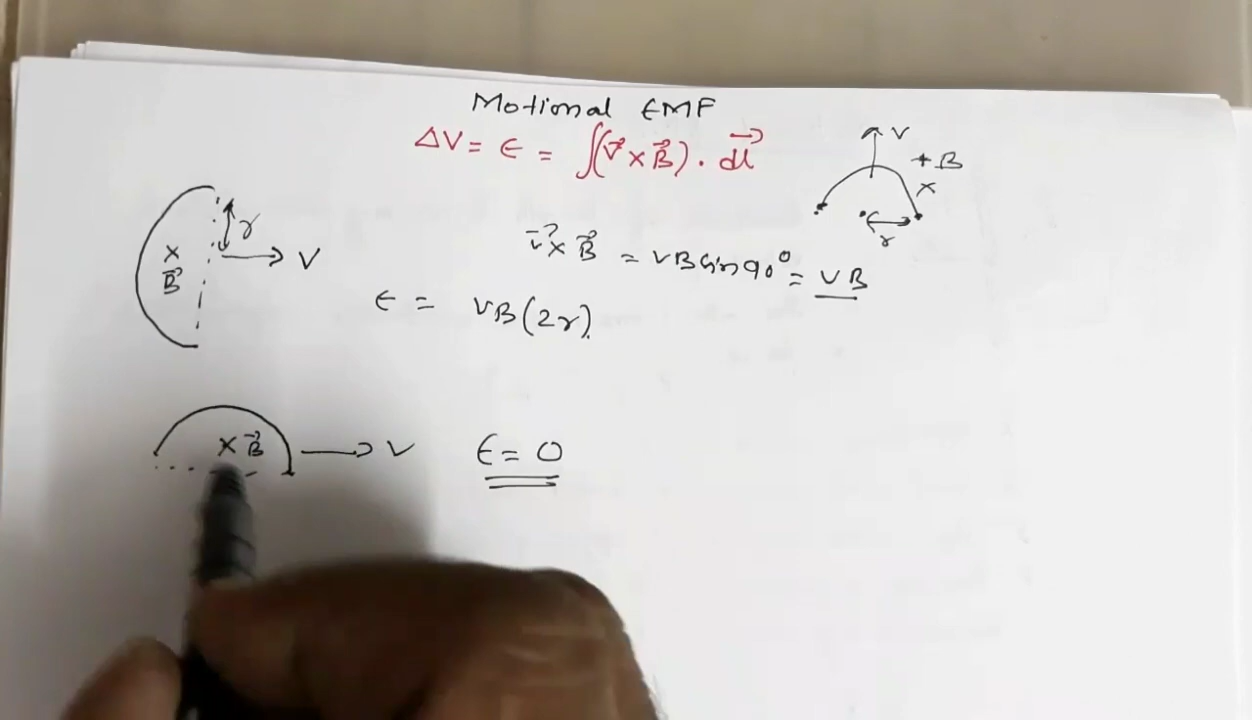 Motional EMF
ΔV = ε = ∫(V⃗ × B⃗) · dl⃗
V
+ B
x
r
r
V
x
B⃗
v⃗ × B⃗ = VB sin 90° = VB
ε = VB(2r).
x B⃗
V
ε = 0